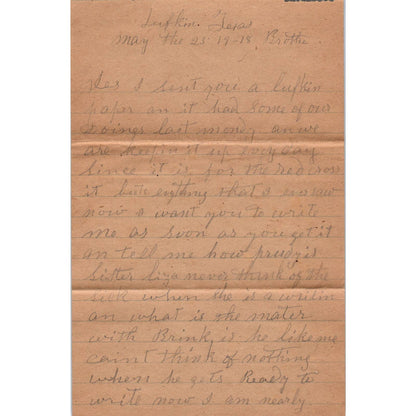 Lufkin Texas
May the 23 19-18, Brother
Yes I sent you a lufkin
paper an it had some of our
doings last monday an we
are keepin it up every day
since it is for the red cross
it beats enything that I ever saw
now I want you to write
me as soon as you get it
an tell me how prudy is
Sister liza never think of the
sick when she is a writin
an what is the mater
with Brink is he like me
caint think of nothing
when he gets Ready to
write now I am nearly